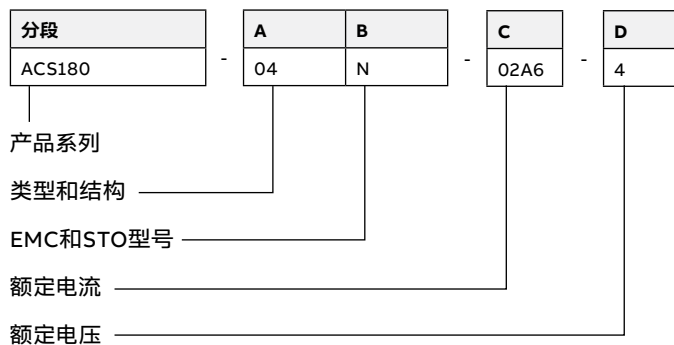 分段 A B C D
ACS180 - 04 N - 02A6 - 4
产品系列
类型和结构
EMC和STO型号
额定电流
额定电压